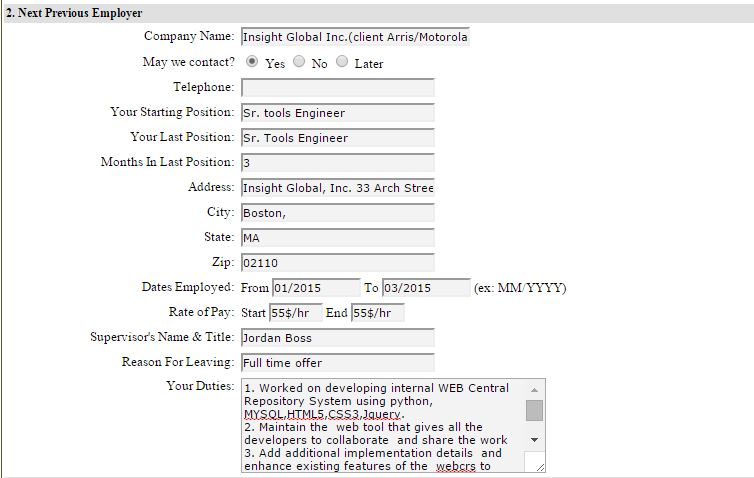 2. Next Previous Employer
Company Name: Insight Global Inc.(client Arris/Motorola
May we contact? Yes No Later
Telephone:
Your Starting Position: Sr. tools Engineer
Your Last Position: Sr. Tools Engineer
Months In Last Position: 3
Address: Insight Global, Inc. 33 Arch Stree
City: Boston,
State: MA
Zip: 02110
Dates Employed: From 01/2015 To 03/2015 (ex: MM/YYYY)
Rate of Pay: Start 55$/hr End 55$/hr
Supervisor's Name & Title: Jordan Boss
Reason For Leaving: Full time offer
Your Duties: 1. Worked on developing internal WEB Central
Repository System using python,
MYSQL,HTML5,CSS3,Jquery.
2. Maintain the web tool that gives all the
developers to collaborate and share the work
3. Add additional implementation details and
enhance existing features of the webcrs to